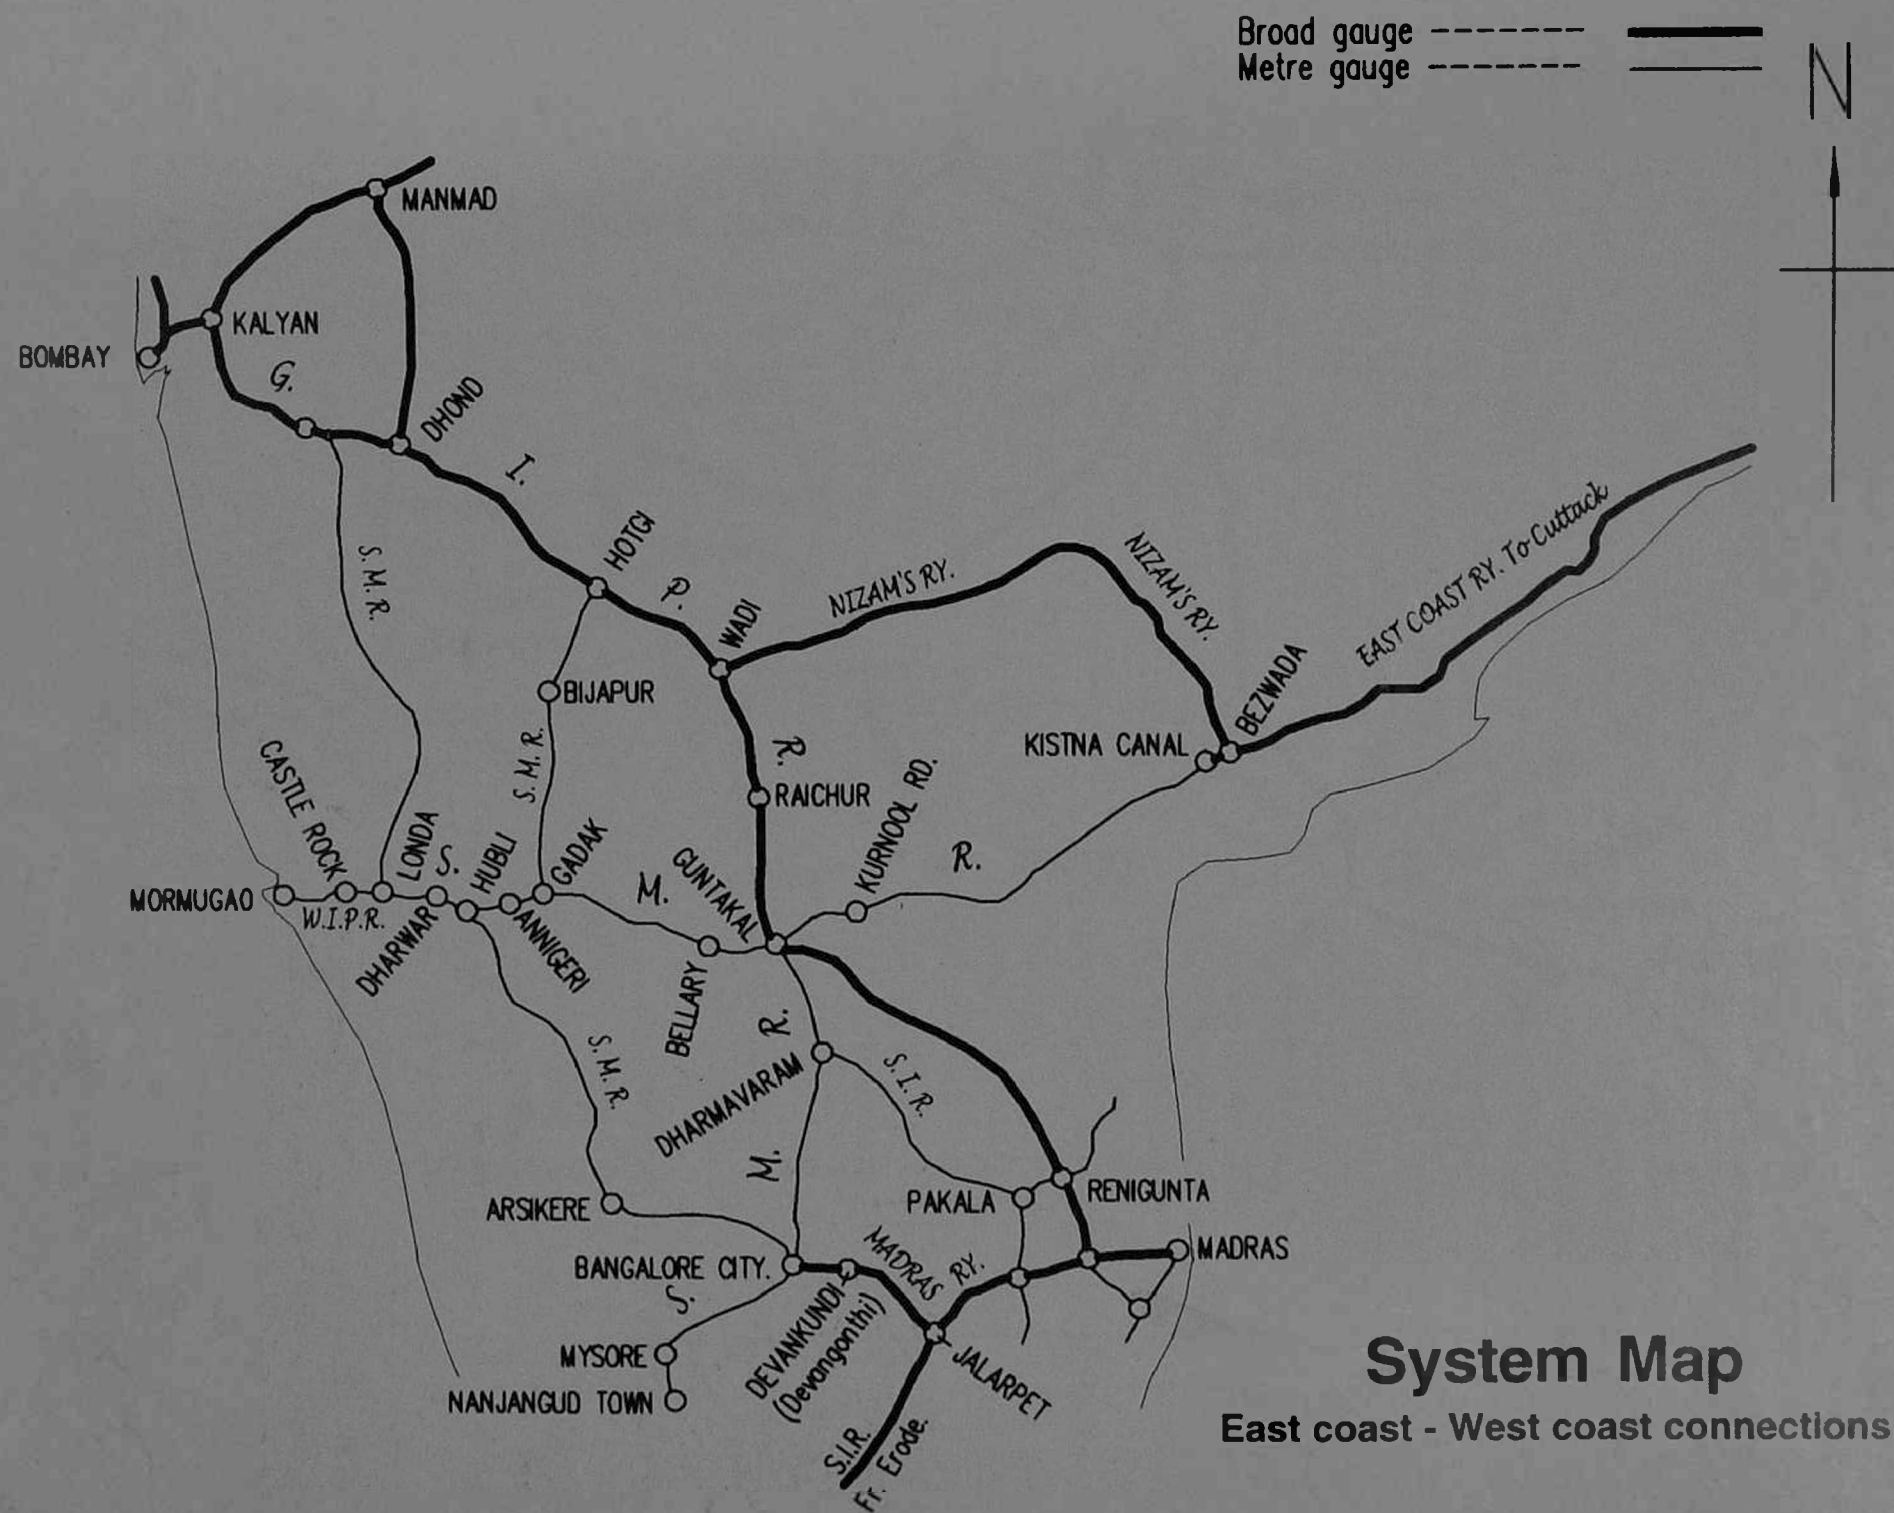 Broad gauge
Metre gauge
N
MANMAD
KALYAN
BOMBAY
G.
DHOND
I.
S.M.R.
HOTGI
P.
WADI
NIZAM'S RY.
NIZAM'S RY.
EAST COAST RY. To Cuttack
BIJAPUR
S.M.R.
R.
BEZWADA
KISTNA CANAL
RAICHUR
KURNOOL RD.
R.
CASTLE ROCK
LONDA
S.
HUBLI
GADAK
M.
GUNTAKAL
MORMUGAO
W.I.P.R.
DHARWAR
ANNIGERI
BELLARY
R.
S.M.R.
DHARMAVARAM
S.I.R.
M.
ARSIKERE
PAKALA
RENIGUNTA
MADRAS
BANGALORE CITY.
MADRAS RY.
S.
DEVANKUNDI
(Devangonthi)
MYSORE
JALARPET
NANJANGUD TOWN
S.I.R.
Fr. Erode.
System Map
East coast - West coast connections